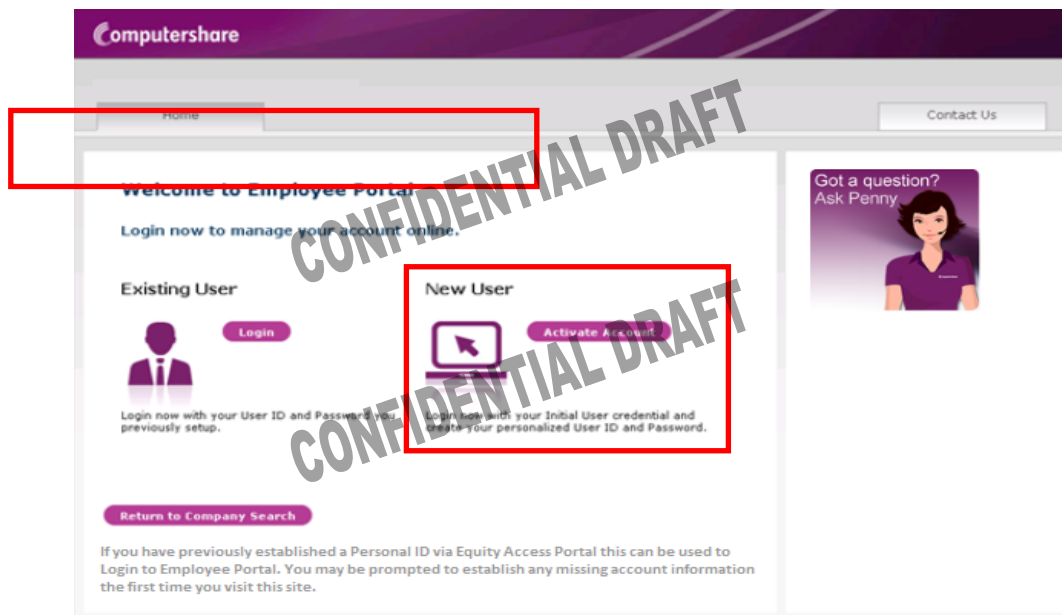 Computershare
Home
Contact Us
Welcome to Employee Portal
Login now to manage your account online.
Got a question?
Ask Penny
Existing User
New User
Login
Activate Account
Login now with your User ID and Password you
previously setup.
Login now with your Initial User credential and
create your personalized User ID and Password.
Return to Company Search
If you have previously established a Personal ID via Equity Access Portal this can be used to
Login to Employee Portal. You may be prompted to establish any missing account information
the first time you visit this site.
CONFIDENTIAL DRAFT
CONFIDENTIAL DRAFT